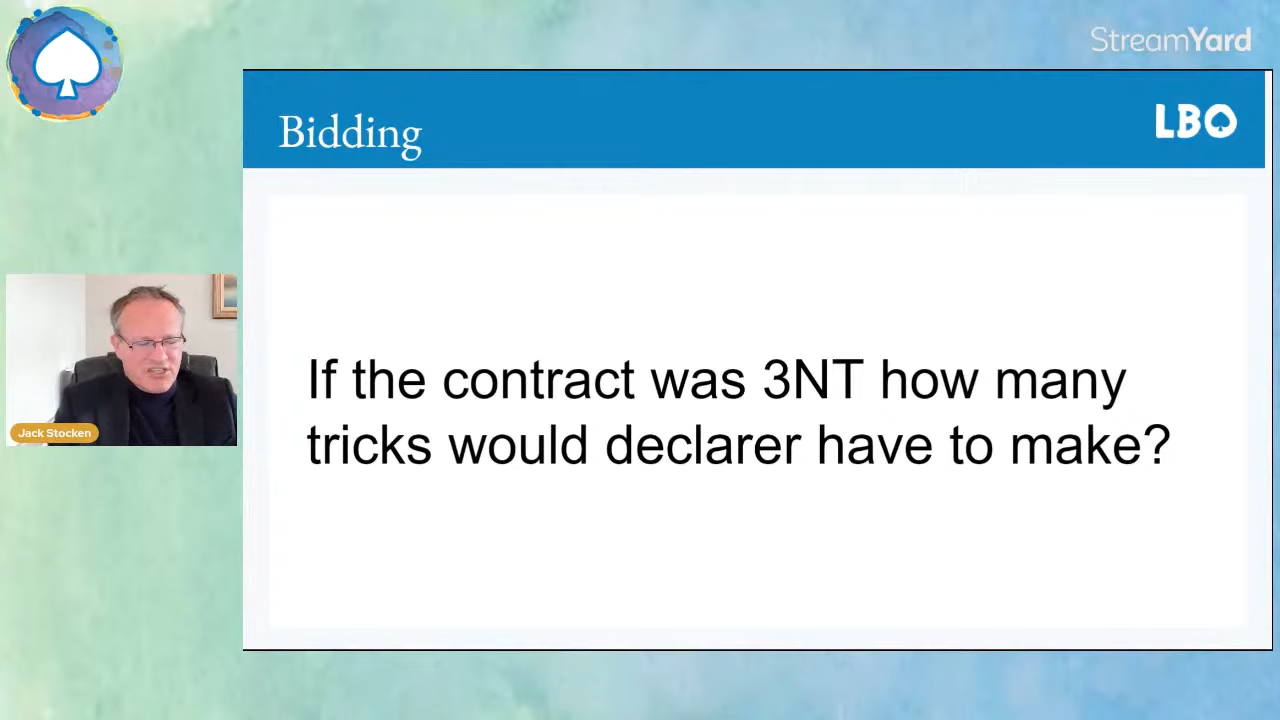 StreamYard
Bidding
LBO
If the contract was 3NT how many
tricks would declarer have to make?
Jack Stocken